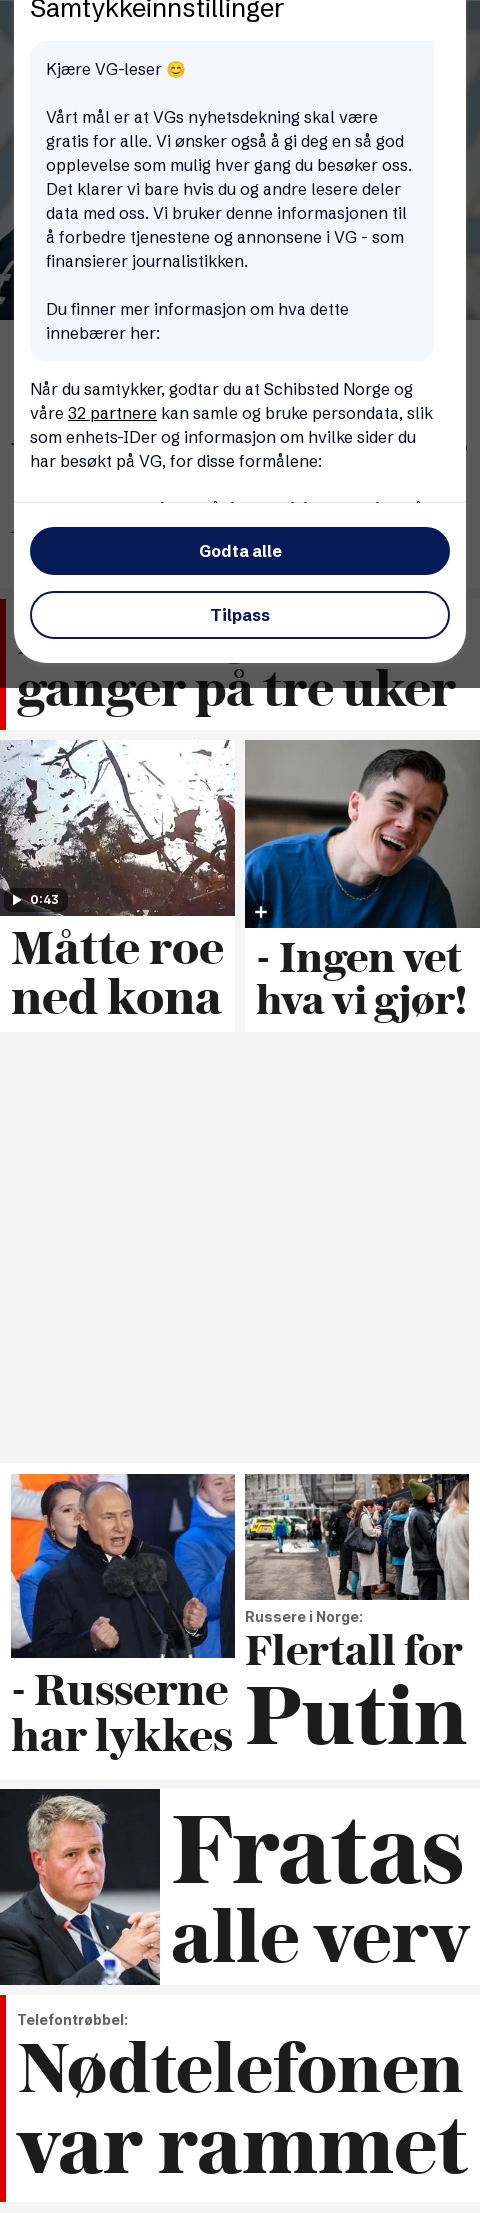 Samtykkeinnstillinger
Kjære VG-leser 😊
Vårt mål er at VGs nyhetsdekning skal være
gratis for alle. Vi ønsker også å gi deg en så god
opplevelse som mulig hver gang du besøker oss.
Det klarer vi bare hvis du og andre lesere deler
data med oss. Vi bruker denne informasjonen til
å forbedre tjenestene og annonsene i VG - som
finansierer journalistikken.
Du finner mer informasjon om hva dette
innebærer her:
Når du samtykker, godtar du at Schibsted Norge og
våre 32 partnere kan samle og bruke persondata, slik
som enhets-IDer og informasjon om hvilke sider du
har besøkt på VG, for disse formålene:
Godta alle
Tilpass
ganger på tre uker
0:43
Måtte roe
ned kona
- Ingen vet
hva vi gjør!
- Russerne
har lykkes
Russere i Norge:
Flertall for
Putin
Fratas
alle verv
Telefontrøbbel:
Nødtelefonen
var rammet